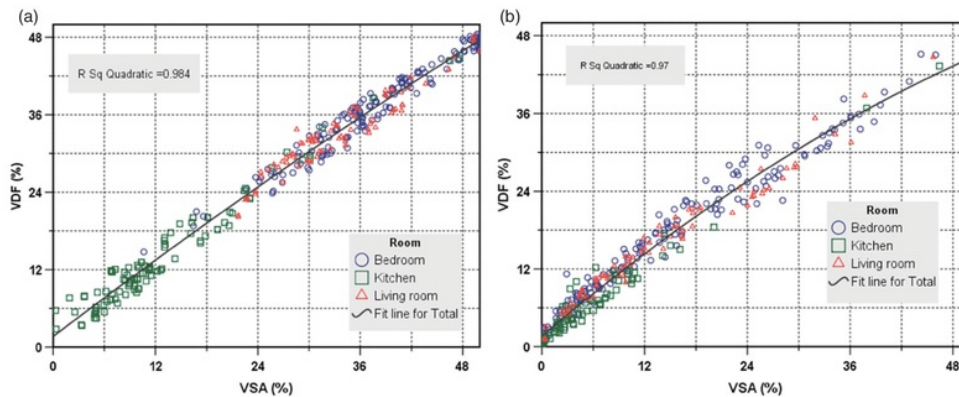 (a)
48
R Sq Quadratic =0.984
36
VDF (%)
24
Room
Bedroom
12
Kitchen
Living room
Fit line for Total
0
0 12 24 36 48
VSA (%)
(b)
48
R Sq Quadratic =0.97
36
VDF (%)
24
Room
Bedroom
12
Kitchen
Living room
Fit line for Total
0
0 12 24 36 48
VSA (%)